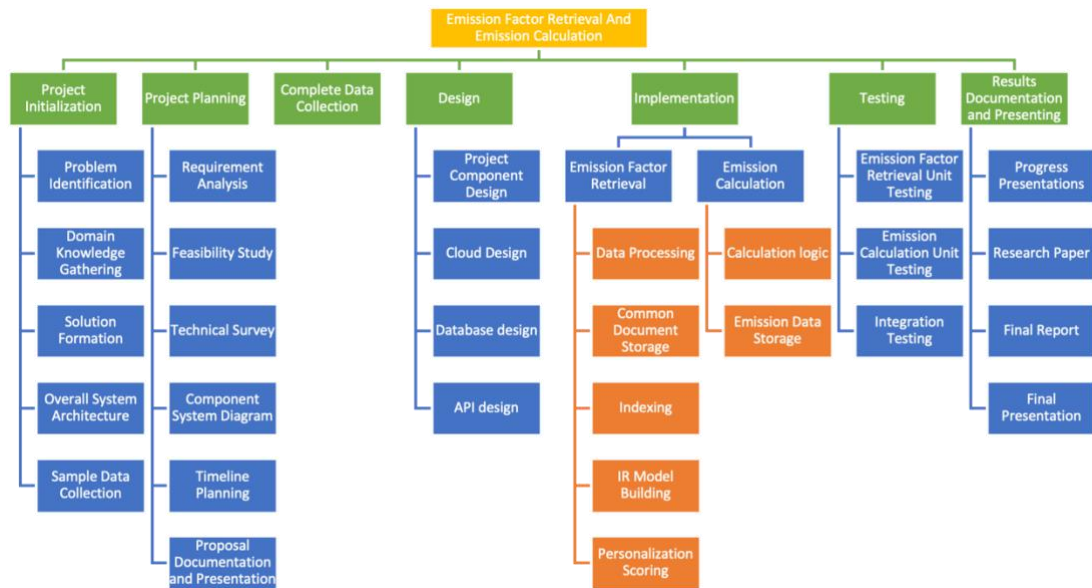 Emission Factor Retrieval And
Emission Calculation
Project
Initialization
Project Planning
Complete Data
Collection
Design
Implementation
Testing
Results
Documentation
and Presenting
Problem
Identification
Domain
Knowledge
Gathering
Solution
Formation
Overall System
Architecture
Sample Data
Collection
Requirement
Analysis
Feasibility Study
Technical Survey
Component
System Diagram
Timeline
Planning
Proposal
Documentation
and Presentation
Project
Component
Design
Cloud Design
Database design
API design
Emission Factor
Retrieval
Data Processing
Common
Document
Storage
Indexing
IR Model
Building
Personalization
Scoring
Emission
Calculation
Calculation logic
Emission Data
Storage
Emission Factor
Retrieval Unit
Testing
Emission
Calculation Unit
Testing
Integration
Testing
Progress
Presentations
Research Paper
Final Report
Final
Presentation